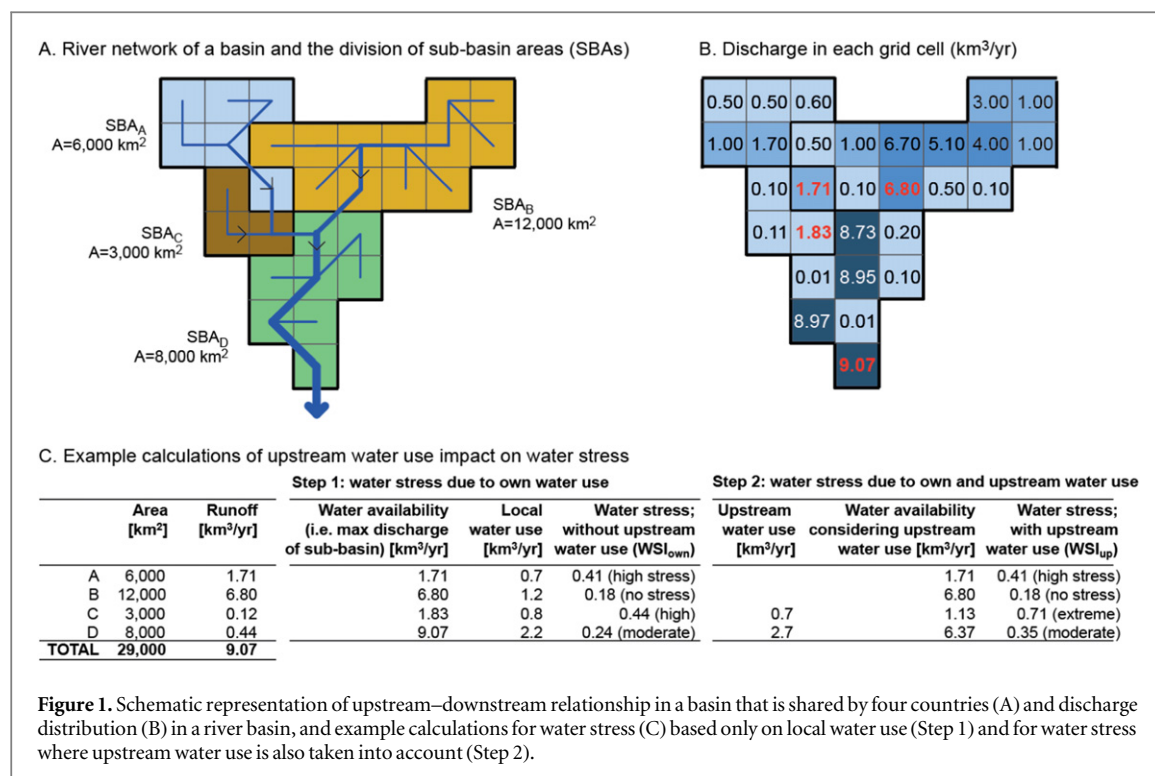 A. River network of a basin and the division of sub-basin areas (SBAs)
SBA_A
A=6,000 km²
SBA_B
A=12,000 km²
SBA_C
A=3,000 km²
SBA_D
A=8,000 km²
B. Discharge in each grid cell (km³/yr)
0.50 0.50 0.60 3.00 1.00
1.00 1.70 0.50 1.00 6.70 5.10 4.00 1.00
0.10 1.71 0.10 6.80 0.50 0.10
0.11 1.83 8.73 0.20
0.01 8.95 0.10
8.97 0.01
9.07
C. Example calculations of upstream water use impact on water stress
Step 1: water stress due to own water use
Step 2: water stress due to own and upstream water use
Area Runoff Water availability Local Water stress; Upstream Water availability Water stress;
[km²] [km³/yr] (i.e. max discharge water use without upstream water use considering upstream with upstream
of sub-basin) [km³/yr] [km³/yr] water use (WSI_own) [km³/yr] water use [km³/yr] water use (WSI_up)
A 6,000 1.71 1.71 0.7 0.41 (high stress) 1.71 0.41 (high stress)
B 12,000 6.80 6.80 1.2 0.18 (no stress) 6.80 0.18 (no stress)
C 3,000 0.12 1.83 0.8 0.44 (high) 0.7 1.13 0.71 (extreme)
D 8,000 0.44 9.07 2.2 0.24 (moderate) 2.7 6.37 0.35 (moderate)
TOTAL 29,000 9.07
Figure 1. Schematic representation of upstream–downstream relationship in a basin that is shared by four countries (A) and discharge
distribution (B) in a river basin, and example calculations for water stress (C) based only on local water use (Step 1) and for water stress
where upstream water use is also taken into account (Step 2).